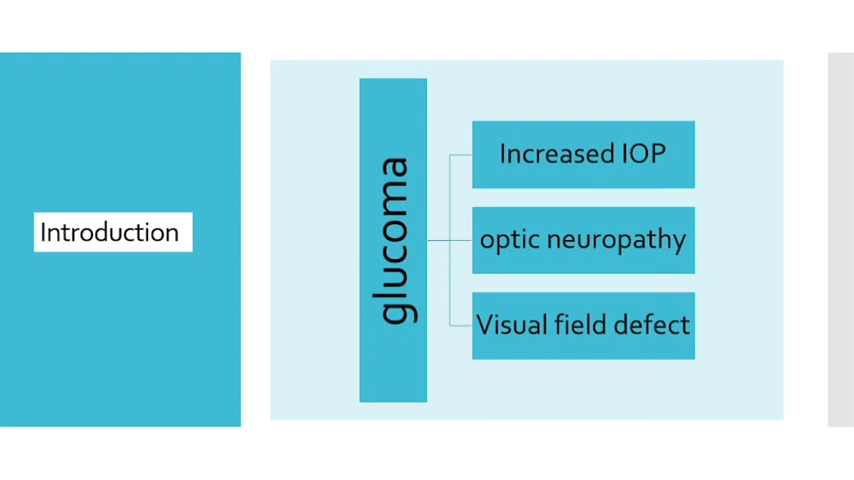 Introduction
glucoma
Increased IOP
optic neuropathy
Visual field defect